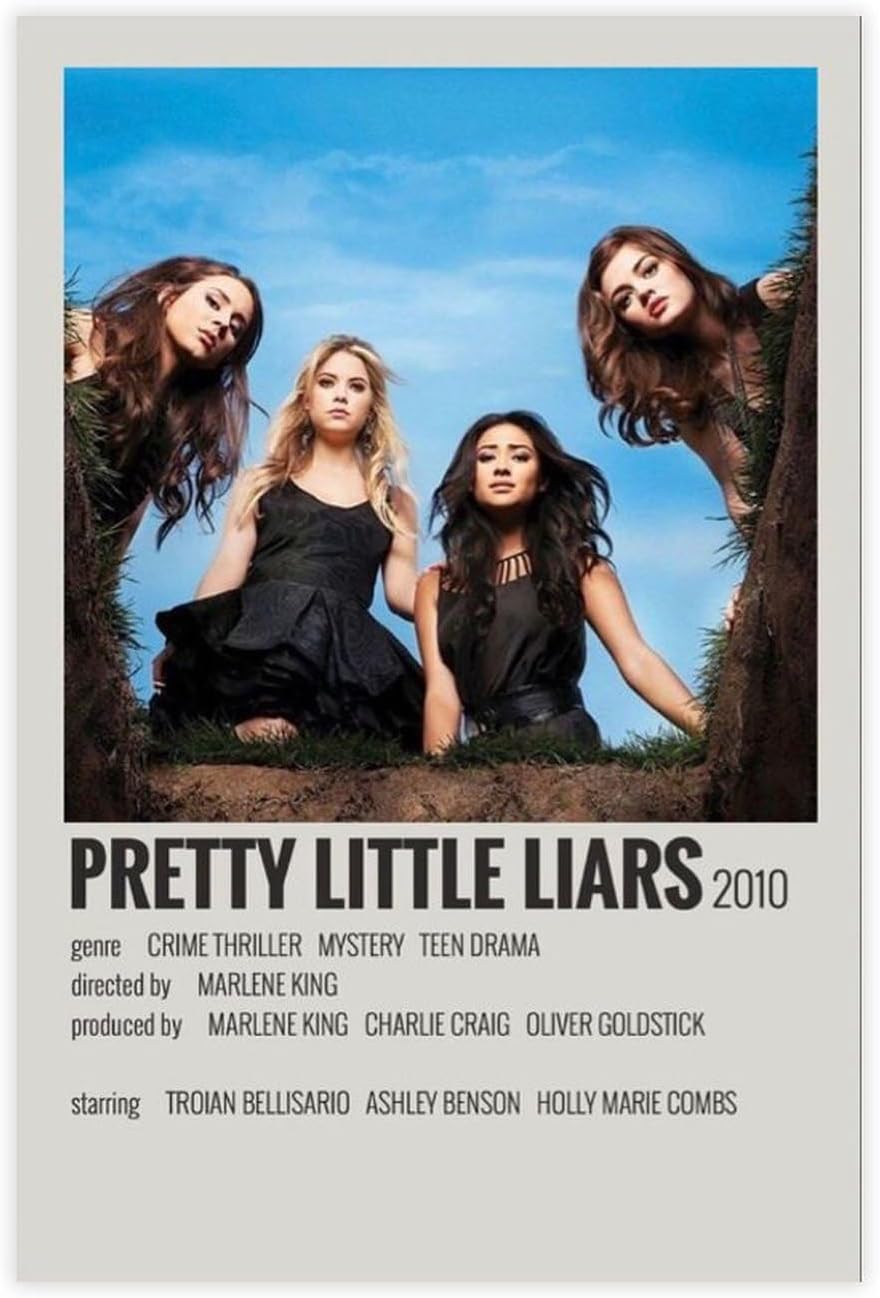 PRETTY LITTLE LIARS 2010
genre CRIME THRILLER MYSTERY TEEN DRAMA
directed by MARLENE KING
produced by MARLENE KING CHARLIE CRAIG OLIVER GOLDSTICK
starring TROIAN BELLISARIO ASHLEY BENSON HOLLY MARIE COMBS